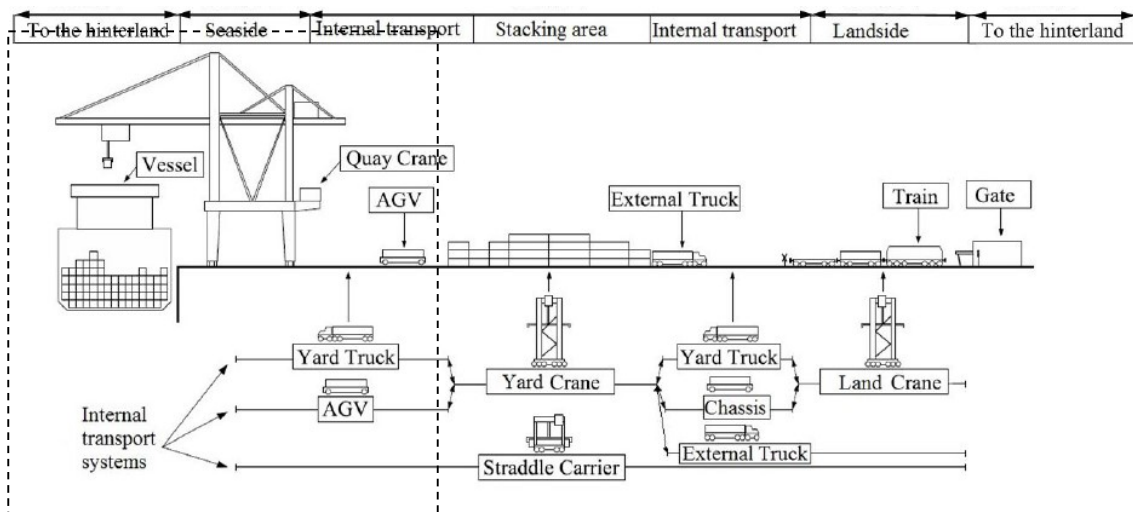 To the hinterland
Seaside
Internal transport
Stacking area
Internal transport
Landside
To the hinterland
Vessel
Quay Crane
AGV
External Truck
Train
Gate
Yard Truck
Yard Truck
Yard Crane
Land Crane
AGV
Chassis
Internal
transport
systems
External Truck
Straddle Carrier